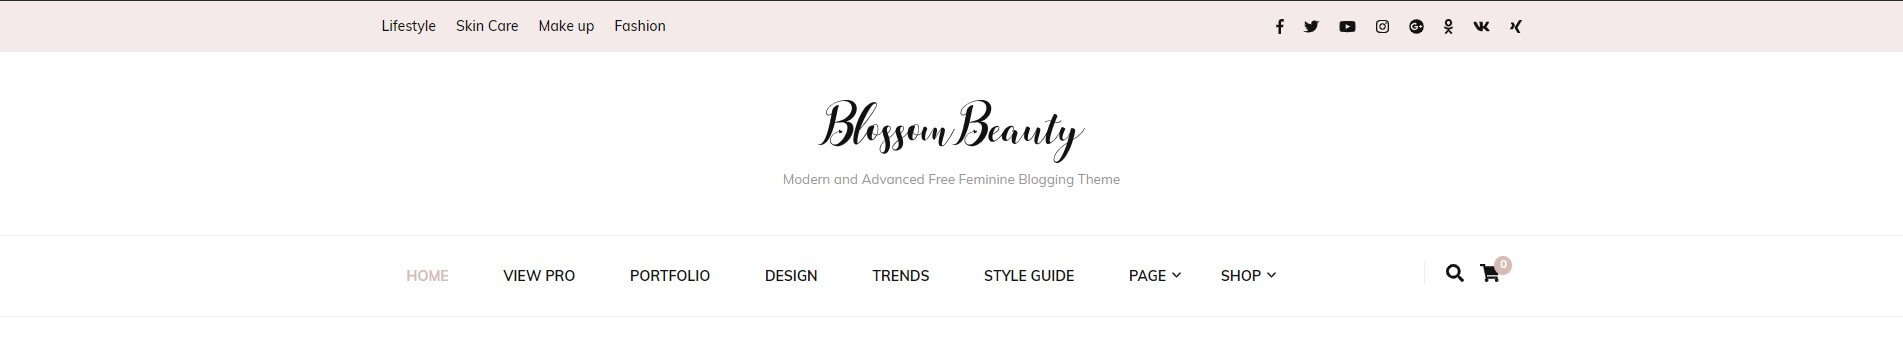 Lifestyle Skin Care Make up Fashion
Blossom Beauty
Modern and Advanced Free Feminine Blogging Theme
HOME VIEW PRO PORTFOLIO DESIGN TRENDS STYLE GUIDE PAGE SHOP 0